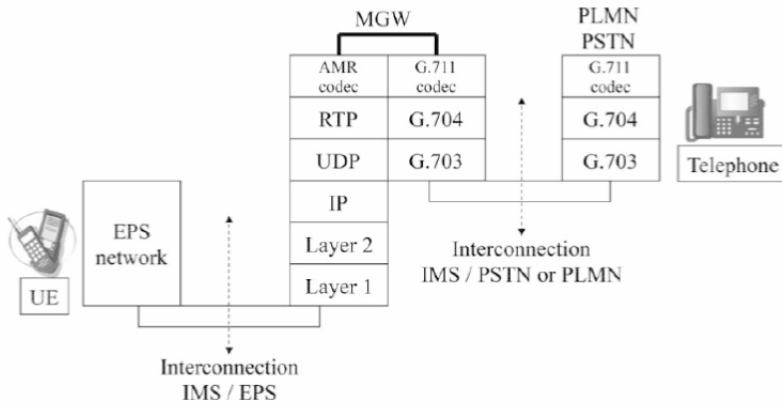 MGW
PLMN
PSTN
AMR
codec
G.711
codec
G.711
codec
RTP
G.704
G.704
UDP
G.703
G.703
Telephone
IP
EPS
network
Layer 2
Interconnection
IMS / PSTN or PLMN
UE
Layer 1
Interconnection
IMS / EPS